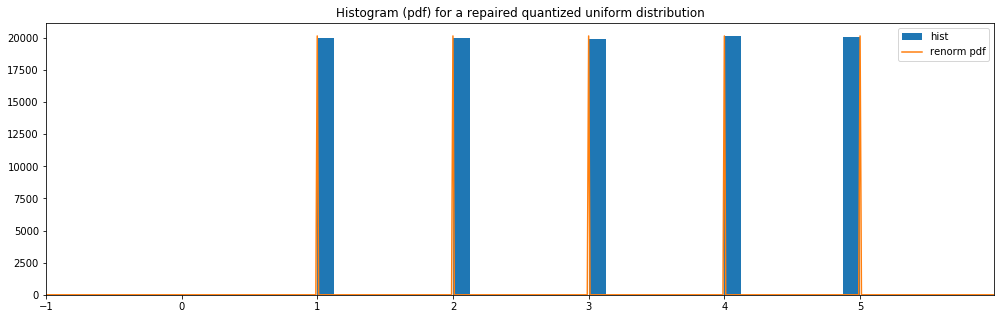 Histogram (pdf) for a repaired quantized uniform distribution
hist
renorm pdf
20000
17500
15000
12500
10000
7500
5000
2500
0
−1 0 1 2 3 4 5